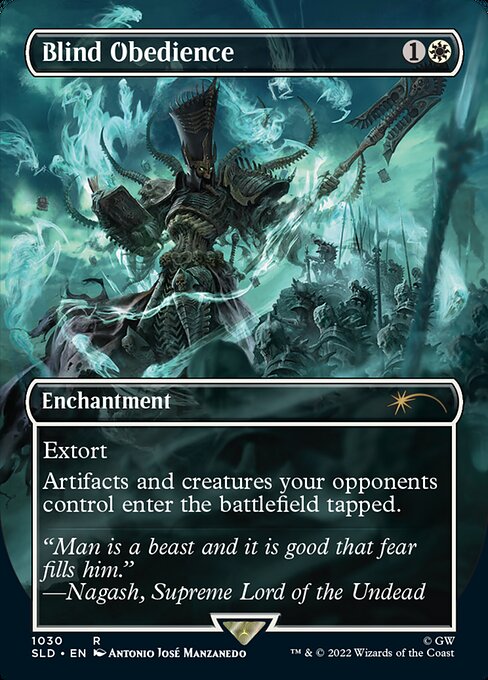 Blind Obedience 1
Enchantment
Extort
Artifacts and creatures your opponents
control enter the battlefield tapped.
“Man is a beast and it is good that fear
fills him.”
—Nagash, Supreme Lord of the Undead
1030 R © GW
SLD • EN Antonio José Manzanedo ™ & © 2022 Wizards of the Coast